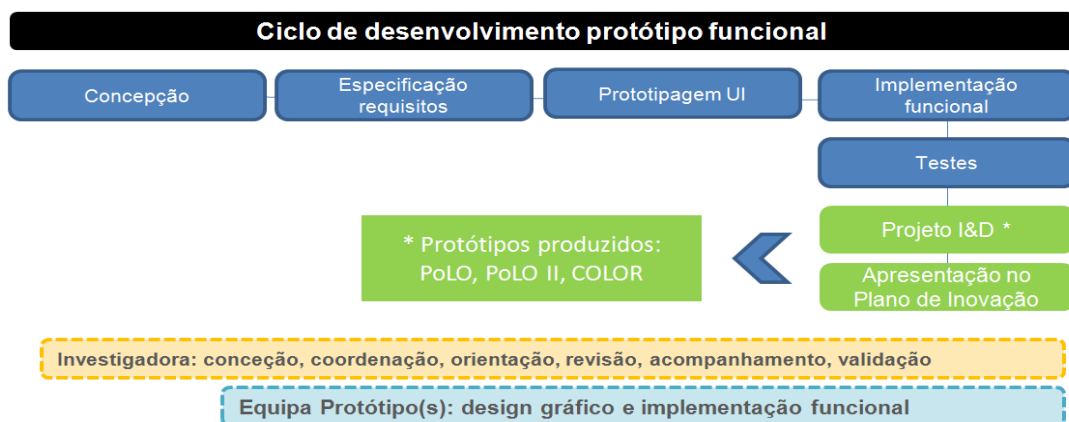 Ciclo de desenvolvimento protótipo funcional
Concepção
Especificação
requisitos
Prototipagem UI
Implementação
funcional
Testes
Projeto I&D *
* Protótipos produzidos:
PoLO, PoLO II, COLOR
Apresentação no
Plano de Inovação
Investigadora: conceção, coordenação, orientação, revisão, acompanhamento, validação
Equipa Protótipo(s): design gráfico e implementação funcional